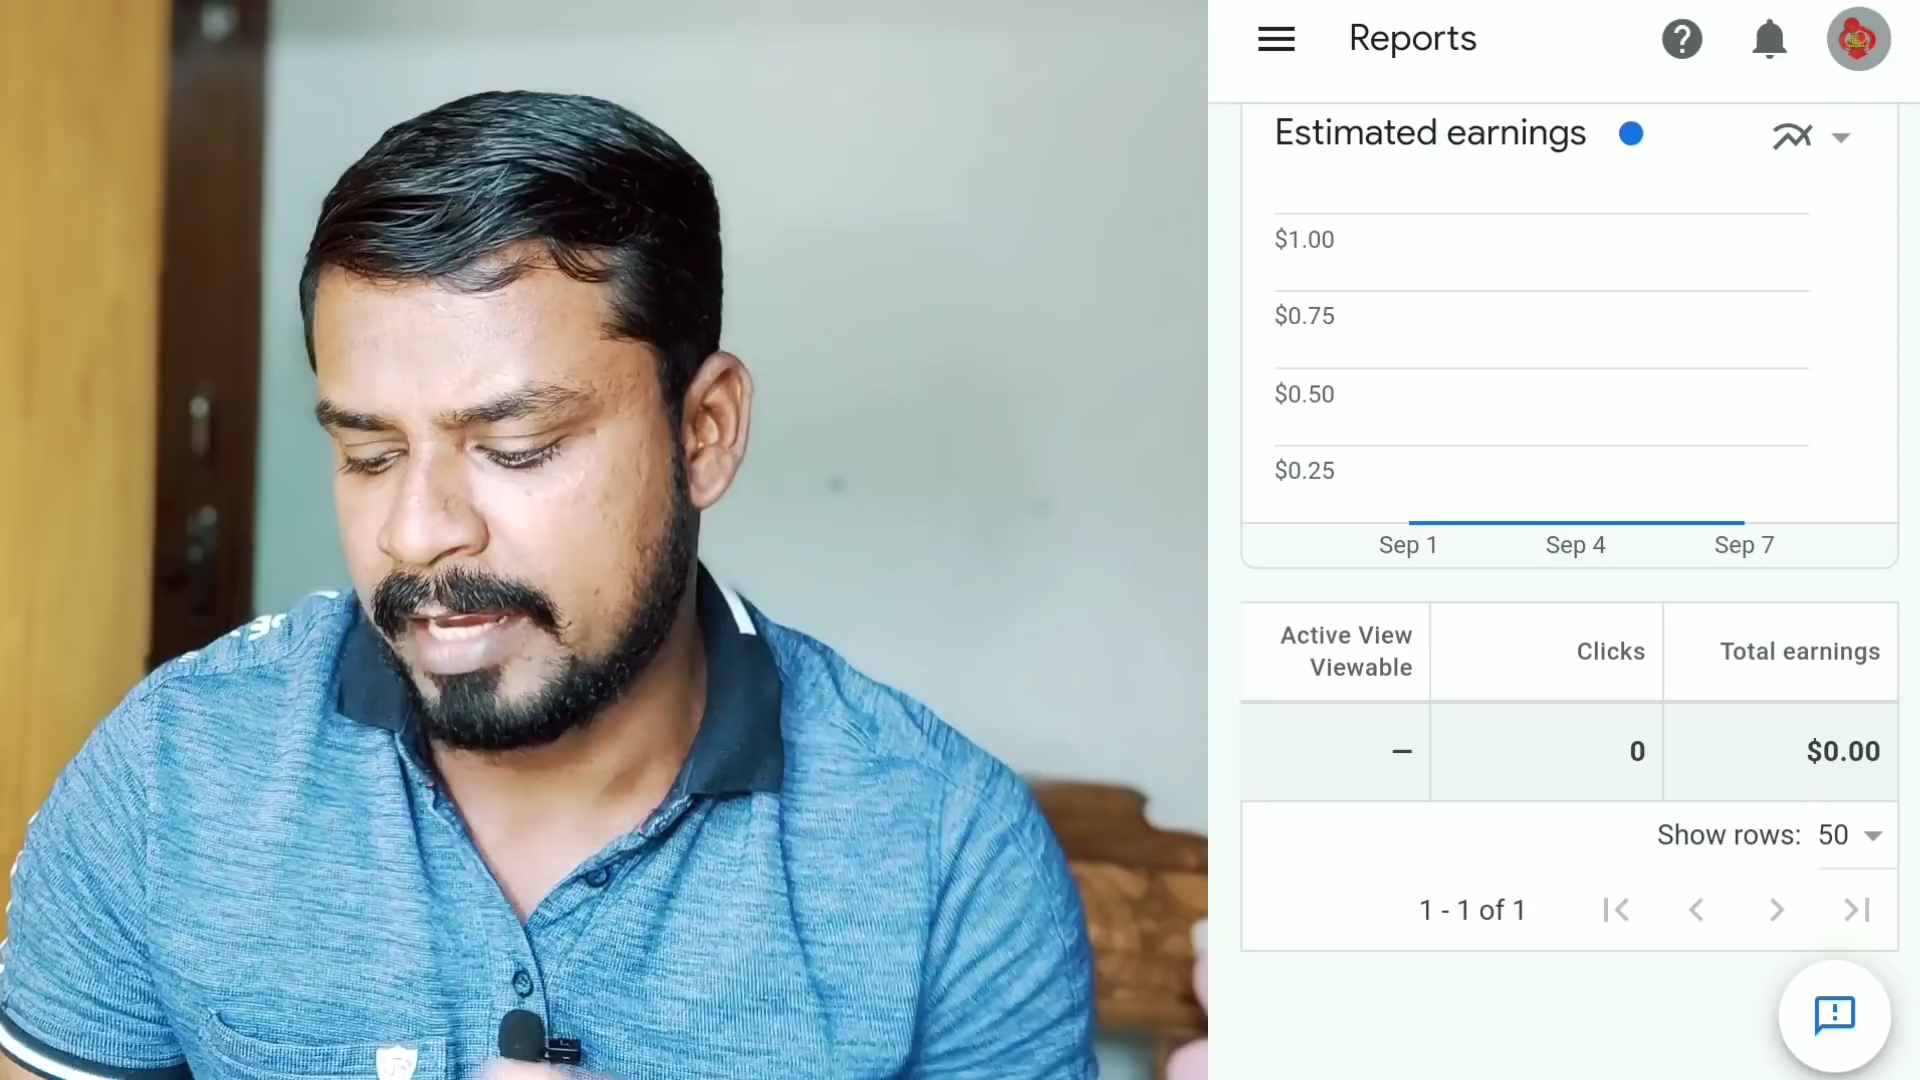 Reports
Estimated earnings
$1.00
$0.75
$0.50
$0.25
Sep 1 Sep 4 Sep 7
Active View Viewable Clicks Total earnings
– 0 $0.00
Show rows: 50
1 - 1 of 1